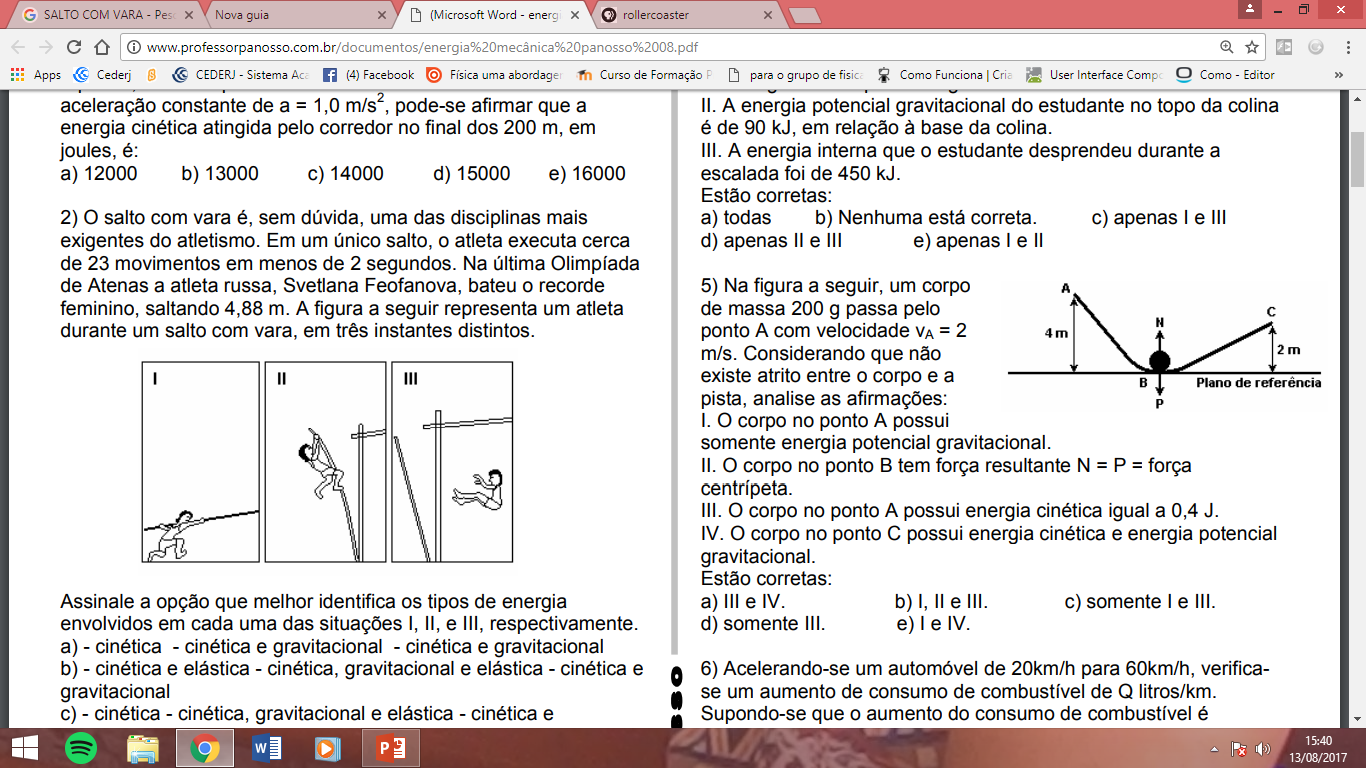 SALTO COM VARA - Pesq
Nova guia
(Microsoft Word - energi
rollercoaster
www.professorpanosso.com.br/documentos/energia%20mecânica%20panosso%2008.pdf
Apps
Cederj
CEDERJ - Sistema Aca
(4) Facebook
Física uma abordager
Curso de Formação P
para o grupo de física
Como Funciona | Cria
User Interface Compo
Como - Editor
»
aceleração constante de a = 1,0 m/s², pode-se afirmar que a
energia cinética atingida pelo corredor no final dos 200 m, em
joules, é:
a) 12000 b) 13000 c) 14000 d) 15000 e) 16000
2) O salto com vara é, sem dúvida, uma das disciplinas mais
exigentes do atletismo. Em um único salto, o atleta executa cerca
de 23 movimentos em menos de 2 segundos. Na última Olimpíada
de Atenas a atleta russa, Svetlana Feofanova, bateu o recorde
feminino, saltando 4,88 m. A figura a seguir representa um atleta
durante um salto com vara, em três instantes distintos.
I II III
Assinale a opção que melhor identifica os tipos de energia
envolvidos em cada uma das situações I, II, e III, respectivamente.
a) - cinética - cinética e gravitacional - cinética e gravitacional
b) - cinética e elástica - cinética, gravitacional e elástica - cinética e
gravitacional
c) - cinética - cinética, gravitacional e elástica - cinética e
II. A energia potencial gravitacional do estudante no topo da colina
é de 90 kJ, em relação à base da colina.
III. A energia interna que o estudante desprendeu durante a
escalada foi de 450 kJ.
Estão corretas:
a) todas b) Nenhuma está correta. c) apenas I e III
d) apenas II e III e) apenas I e II
5) Na figura a seguir, um corpo
de massa 200 g passa pelo
ponto A com velocidade vA = 2
m/s. Considerando que não
existe atrito entre o corpo e a
pista, analise as afirmações:
I. O corpo no ponto A possui
somente energia potencial gravitacional.
II. O corpo no ponto B tem força resultante N = P = força
centrípeta.
III. O corpo no ponto A possui energia cinética igual a 0,4 J.
IV. O corpo no ponto C possui energia cinética e energia potencial
gravitacional.
Estão corretas:
a) III e IV. b) I, II e III. c) somente I e III.
d) somente III. e) I e IV.
A
C
N
4 m
2 m
B
Plano de referência
P
6) Acelerando-se um automóvel de 20km/h para 60km/h, verifica-
se um aumento de consumo de combustível de Q litros/km.
Supondo-se que o aumento do consumo de combustível é
15:40
13/08/2017